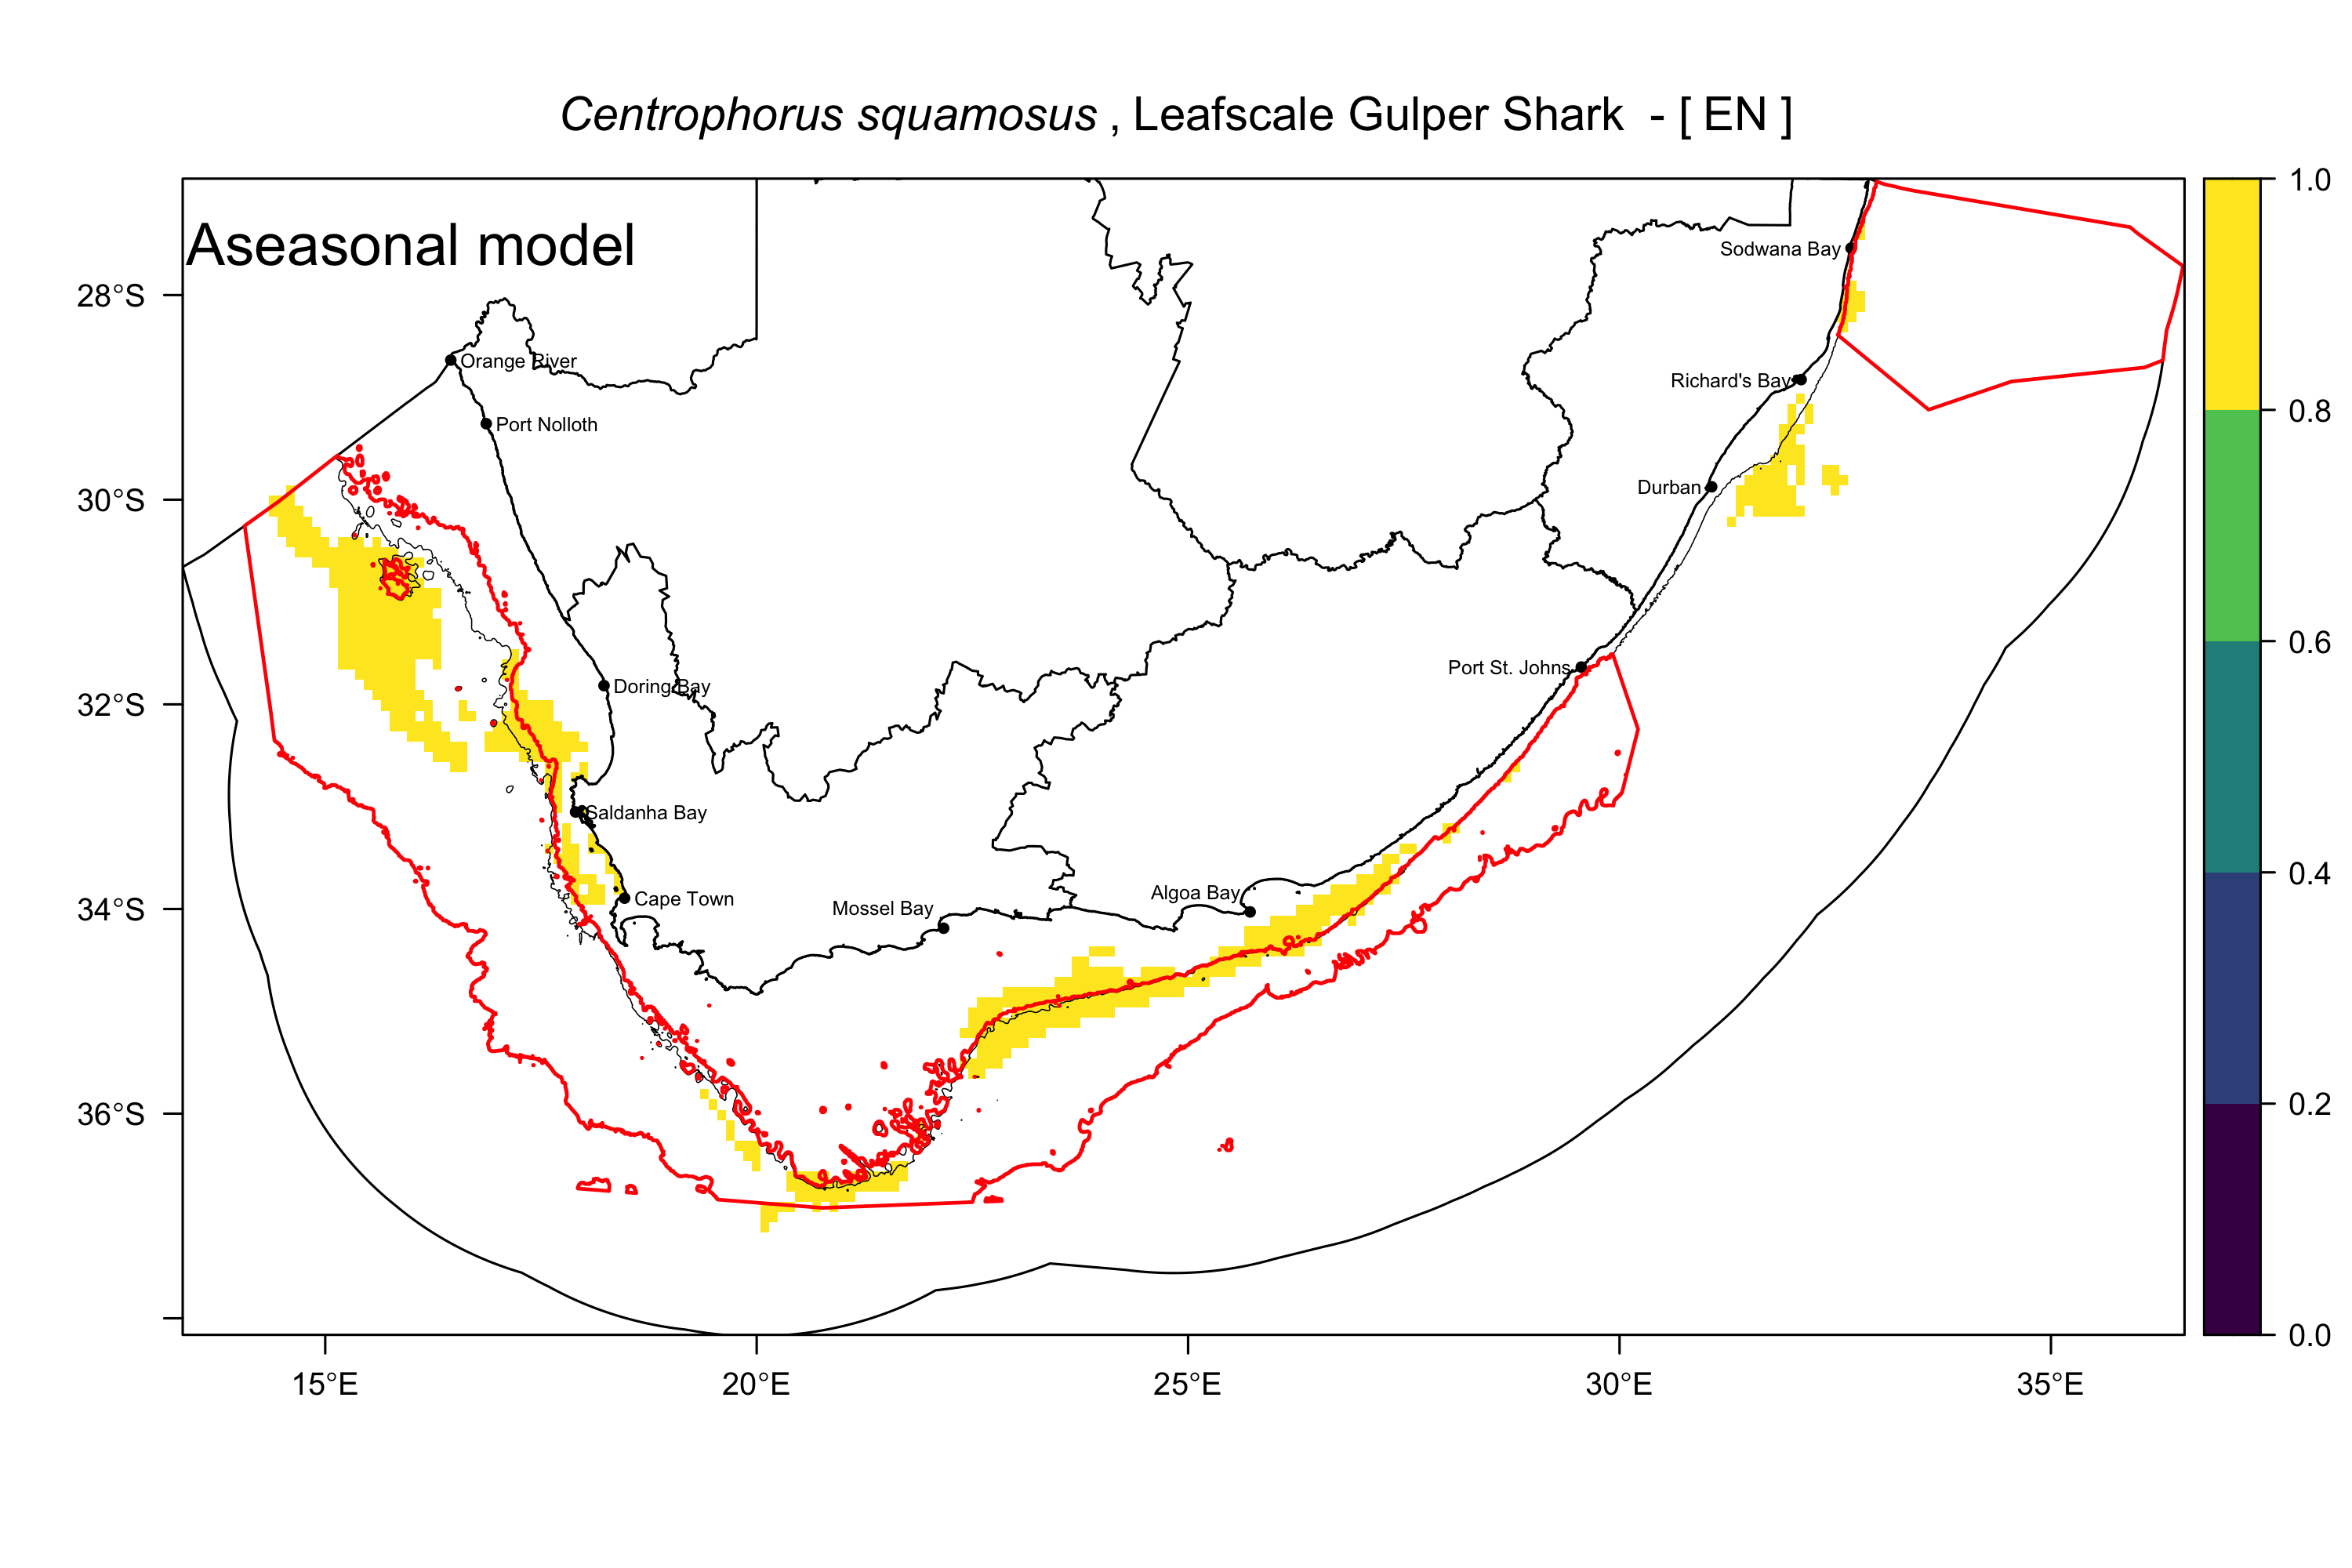 Centrophorus squamosus , Leafscale Gulper Shark - [ EN ]
Aseasonal model
1.0
0.8
0.6
0.4
0.2
0.0
28°S
30°S
32°S
34°S
36°S
15°E
20°E
25°E
30°E
35°E
Sodwana Bay
Orange River
Richard's Bay
Port Nolloth
Durban
Port St. Johns
Doring Bay
Saldanha Bay
Algoa Bay
Cape Town
Mossel Bay